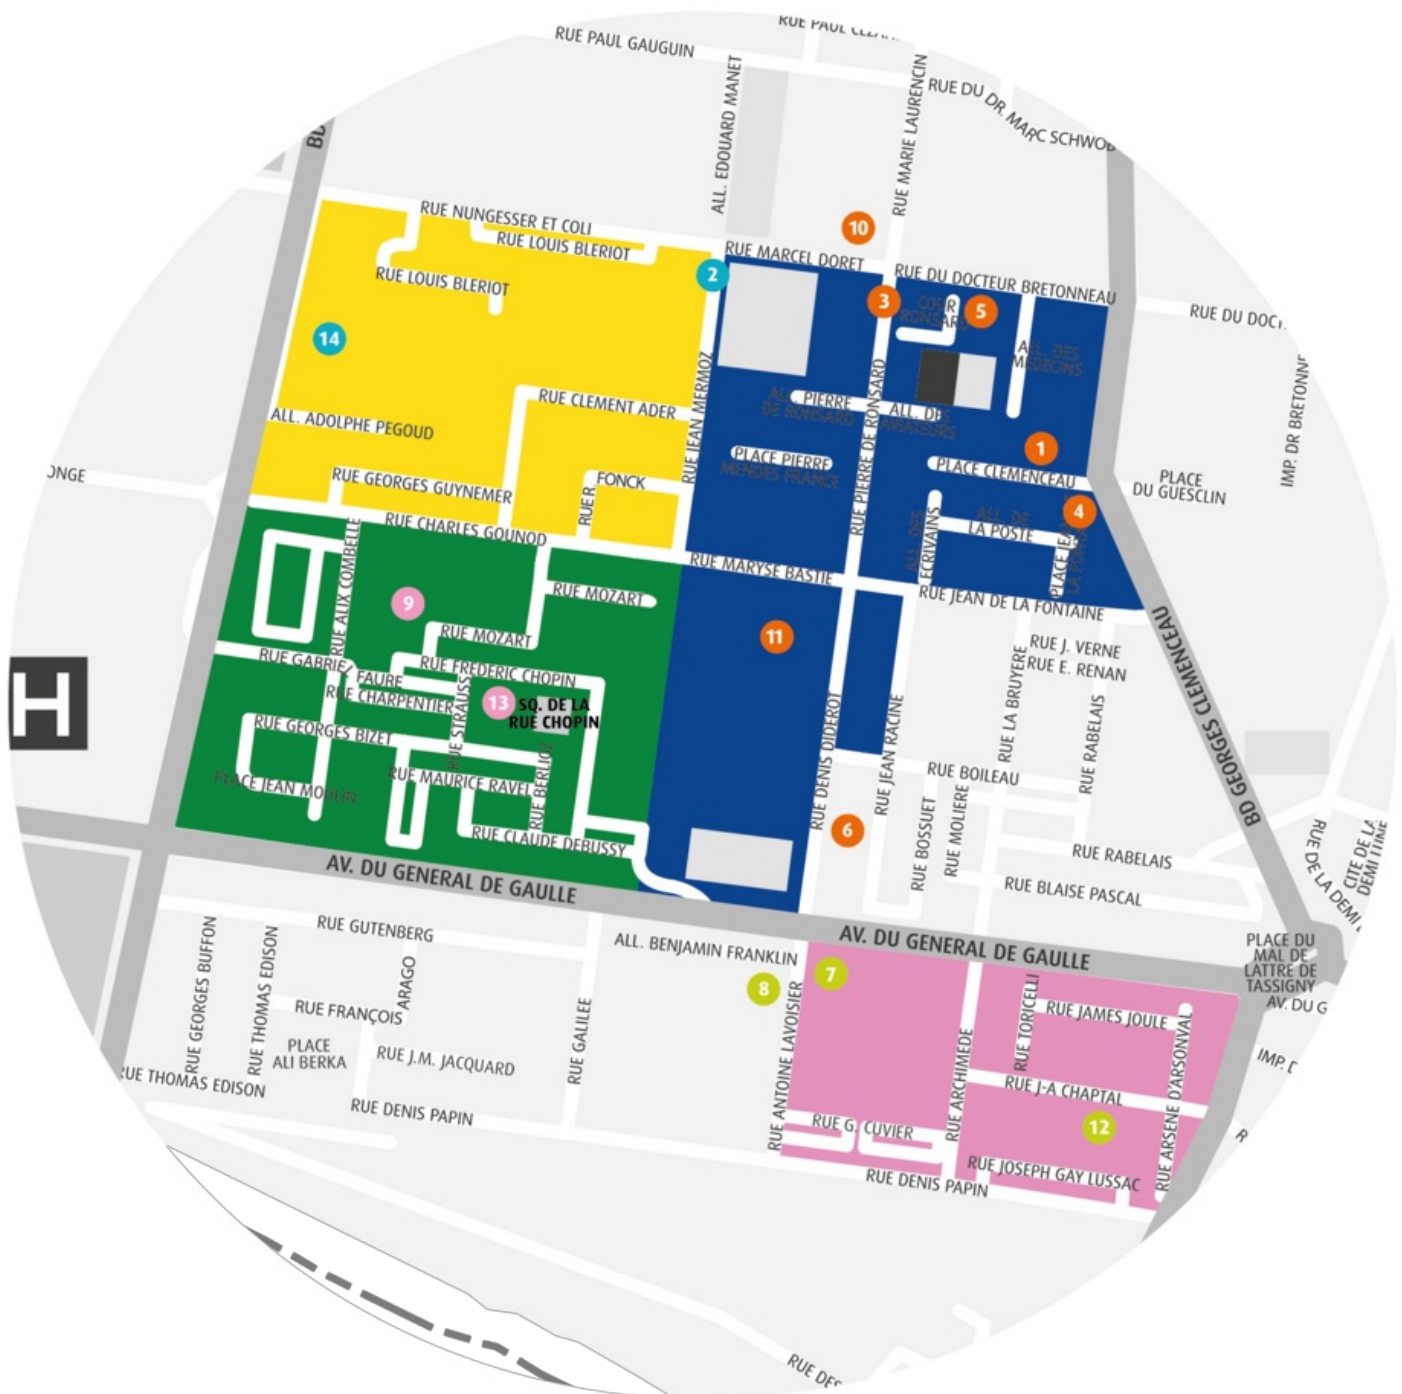 RUE PAUL GAUGUIN
ALL. EDOUARD MANET
RUE MARIE LAURENCIN
RUE DU DR. MARC SCHWOB
RUE NUNGESSER ET COLI
RUE LOUIS BLERIOT
RUE LOUIS BLERIOT
10
RUE MARCEL DORET
RUE DU DOCTEUR BRETONNEAU
2
3
COUR
RONSARD
5
14
ALL. DES
MEDECINS
IMP. DR BRETONNE
RUE JEAN MERMOZ
RUE CLEMENT ADER
ALL. PIERRE
DE RONSARD
ALL. DES
AVIATEURS
RUE PIERRE DE RONSARD
ALL. ADOLPHE PEGOUD
1
PLACE PIERRE
MENDES FRANCE
PLACE CLEMENCEAU
PLACE
DU GUESCLIN
ONGE
RUE GEORGES GUYNEMER
RUE R.
FONCK
4
RUE CHARLES GOUNOD
RUE ALIX COMBELLE
ALL. DES
ECRIVAINS
ALL. DE
LA POSTE
RUE MARYSE BASTIE
RUE JEAN DE LA FONTAINE
RUE MOZART
9
RUE MOZART
11
RUE J. VERNE
RUE E. RENAN
BD GEORGES CLEMENCEAU
RUE GABRIEL
FAURE
RUE FREDERIC CHOPIN
RUE CHARPENTIER
RUE STRAUSS
13
SQ. DE LA
RUE CHOPIN
H
RUE GEORGES BIZET
RUE BERLIOZ
RUE DENIS DIDEROT
RUE JEAN RACINE
RUE LA BRUYERE
RUE RABELAIS
PLACE JEAN MOULIN
RUE MAURICE RAVEL
RUE BOILEAU
RUE BOSSUET
RUE MOLIERE
6
RUE CLAUDE DEBUSSY
RUE RABELAIS
RUE BLAISE PASCAL
RUE DE LA DEMI
CITE DE LA
AV. DU GENERAL DE GAULLE
RUE GUTENBERG
ALL. BENJAMIN FRANKLIN
AV. DU GENERAL DE GAULLE
PLACE DU
MAL DE
LATTRE DE
TASSIGNY
AV. DU G
RUE GEORGES BUFFON
RUE THOMAS EDISON
ARAGO
8
7
RUE FRANÇOIS
RUE GALILEE
RUE ANTOINE LAVOISIER
RUE ARCHIMEDE
RUE TORICELLI
RUE JAMES JOULE
RUE ARSENE D'ARSONVAL
PLACE
ALI BERKA
RUE J.M. JACQUARD
RUE J-A CHAPTAL
RUE THOMAS EDISON
RUE DENIS PAPIN
RUE G. CUVIER
12
RUE JOSEPH GAY LUSSAC
RUE DENIS PAPIN